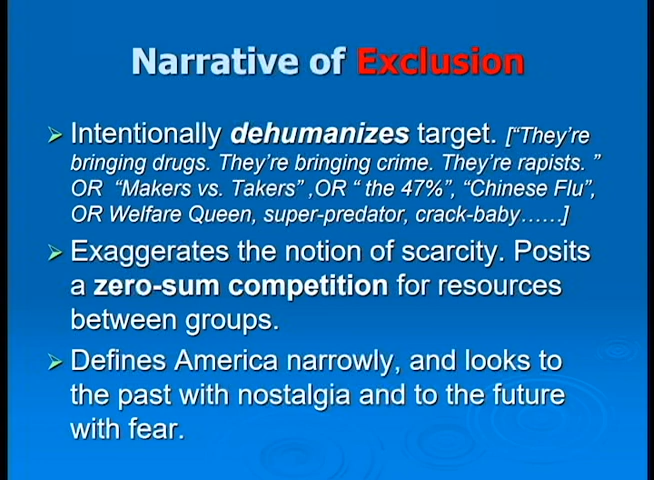 Narrative of Exclusion
➢ Intentionally dehumanizes target. ["They're
bringing drugs. They're bringing crime. They're rapists. "
OR "Makers vs. Takers" ,OR " the 47%", "Chinese Flu",
OR Welfare Queen, super-predator, crack-baby……]
➢ Exaggerates the notion of scarcity. Posits
a zero-sum competition for resources
between groups.
➢ Defines America narrowly, and looks to
the past with nostalgia and to the future
with fear.